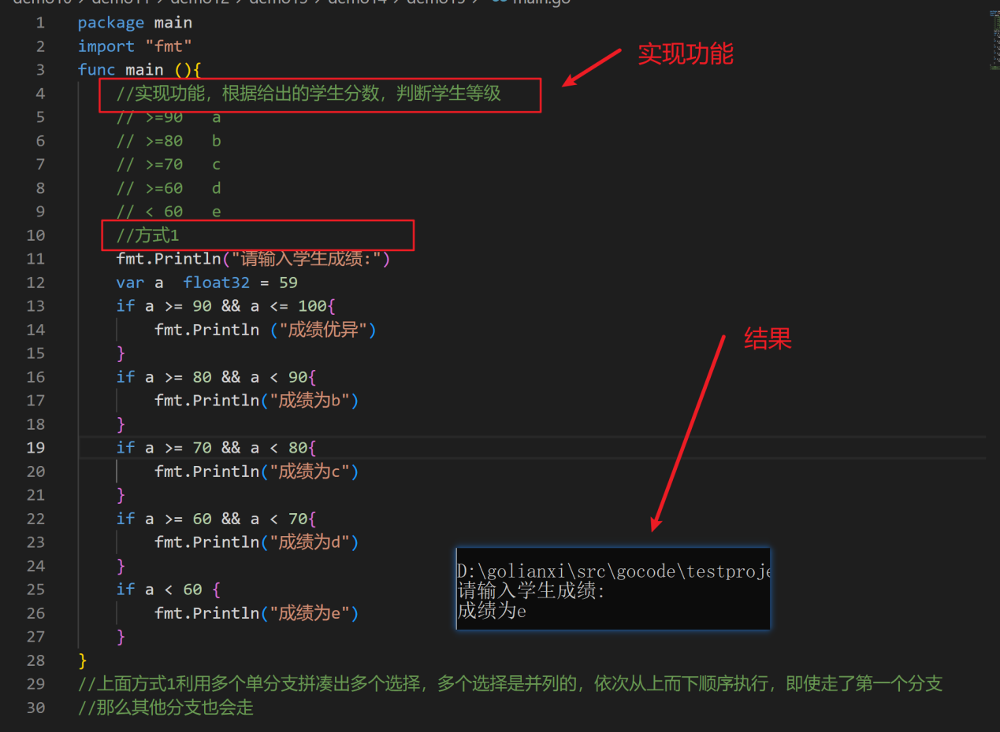 demo10 > demo11 > demo12 > demo13 > demo14 > demo15 > main.go
1 package main
2 import "fmt"
3 func main (){
实现功能
4 //实现功能，根据给出的学生分数，判断学生等级
5 // >=90   a
6 // >=80   b
7 // >=70   c
8 // >=60   d
9 // < 60   e
10 //方式1
11 fmt.Println("请输入学生成绩:")
12 var a  float32 = 59
13 if a >= 90 && a <= 100{
14 fmt.Println ("成绩优异")
结果
15 }
16 if a >= 80 && a < 90{
17 fmt.Println("成绩为b")
18 }
19 if a >= 70 && a < 80{
20 fmt.Println("成绩为c")
21 }
22 if a >= 60 && a < 70{
23 fmt.Println("成绩为d")
24 }
25 if a < 60 {
26 fmt.Println("成绩为e")
27 }
D:\golianxi\src\gocode\testproje
请输入学生成绩:
成绩为e
28 }
29 //上面方式1利用多个单分支拼凑出多个选择，多个选择是并列的，依次从上而下顺序执行，即使走了第一个分支
30 //那么其他分支也会走